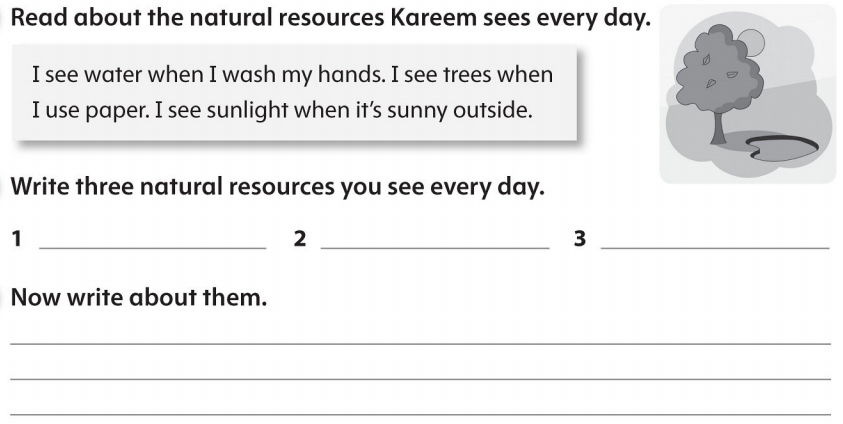 Read about the natural resources Kareem sees every day.
I see water when I wash my hands. I see trees when
I use paper. I see sunlight when it's sunny outside.
Write three natural resources you see every day.
1 2 3
Now write about them.